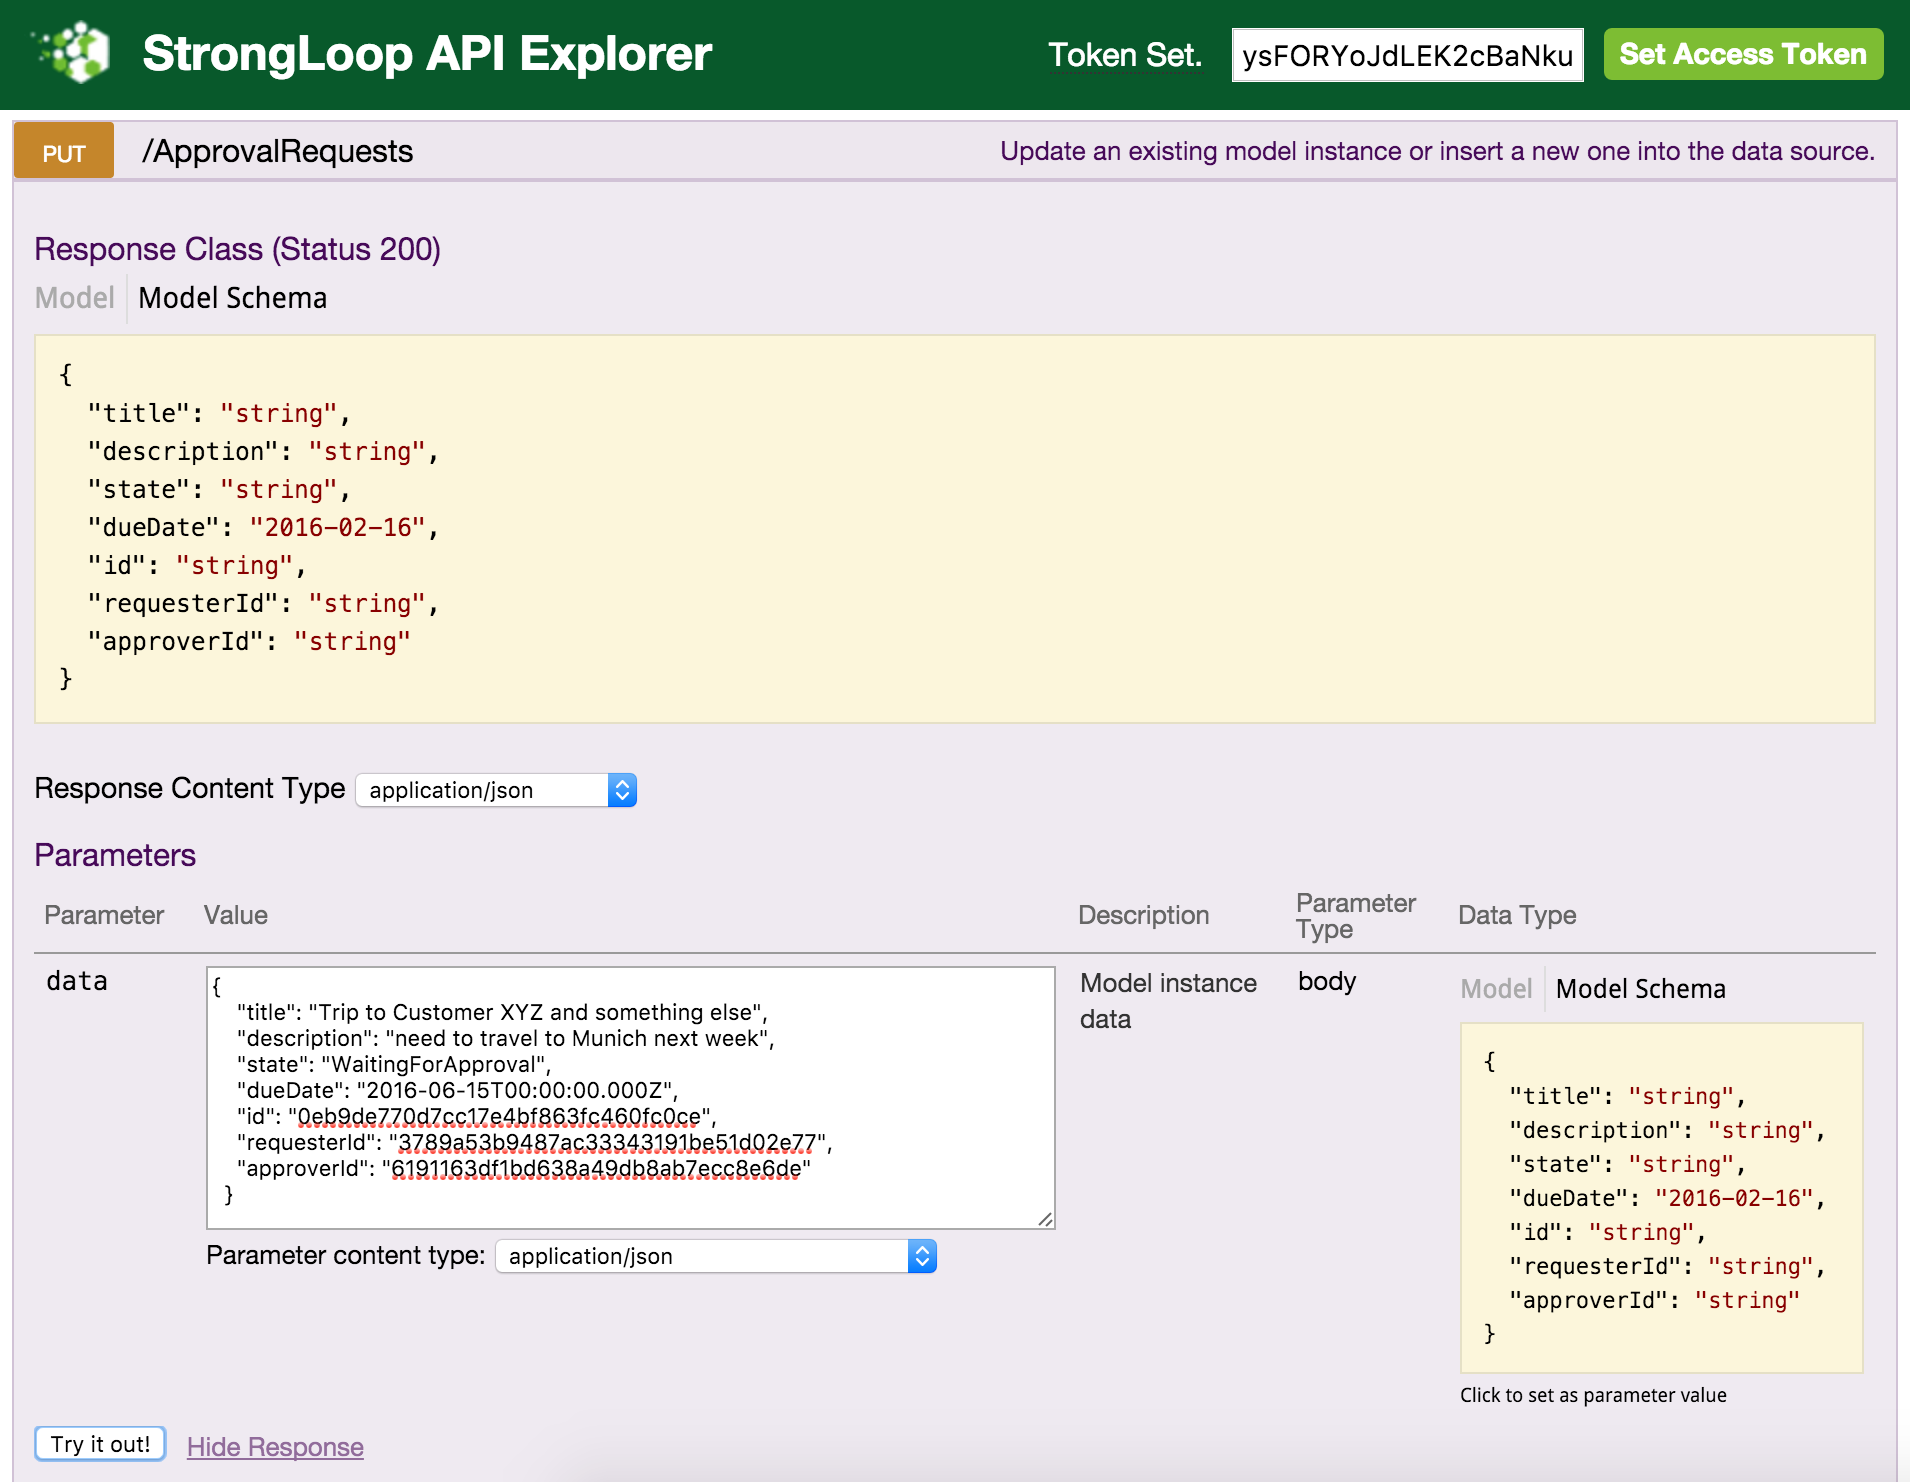 StrongLoop API Explorer
Token Set.
ysFORYoJdLEK2cBaNku
Set Access Token
PUT
/ApprovalRequests
Update an existing model instance or insert a new one into the data source.
Response Class (Status 200)
Model
Model Schema
{
"title": "string",
"description": "string",
"state": "string",
"dueDate": "2016-02-16",
"id": "string",
"requesterId": "string",
"approverId": "string"
}
Response Content Type
application/json
Parameters
Parameter
Value
Description
Parameter
Type
Data Type
data
{
"title": "Trip to Customer XYZ and something else",
"description": "need to travel to Munich next week",
"state": "WaitingForApproval",
"dueDate": "2016-06-15T00:00:00.000Z",
"id": "0eb9de770d7cc17e4bf863fc460fc0ce",
"requesterId": "3789a53b9487ac33343191be51d02e77",
"approverId": "6191163df1bd638a49db8ab7ecc8e6de"
}
Parameter content type:
application/json
Model instance
data
body
Model
Model Schema
{
"title": "string",
"description": "string",
"state": "string",
"dueDate": "2016-02-16",
"id": "string",
"requesterId": "string",
"approverId": "string"
}
Click to set as parameter value
Try it out!
Hide Response